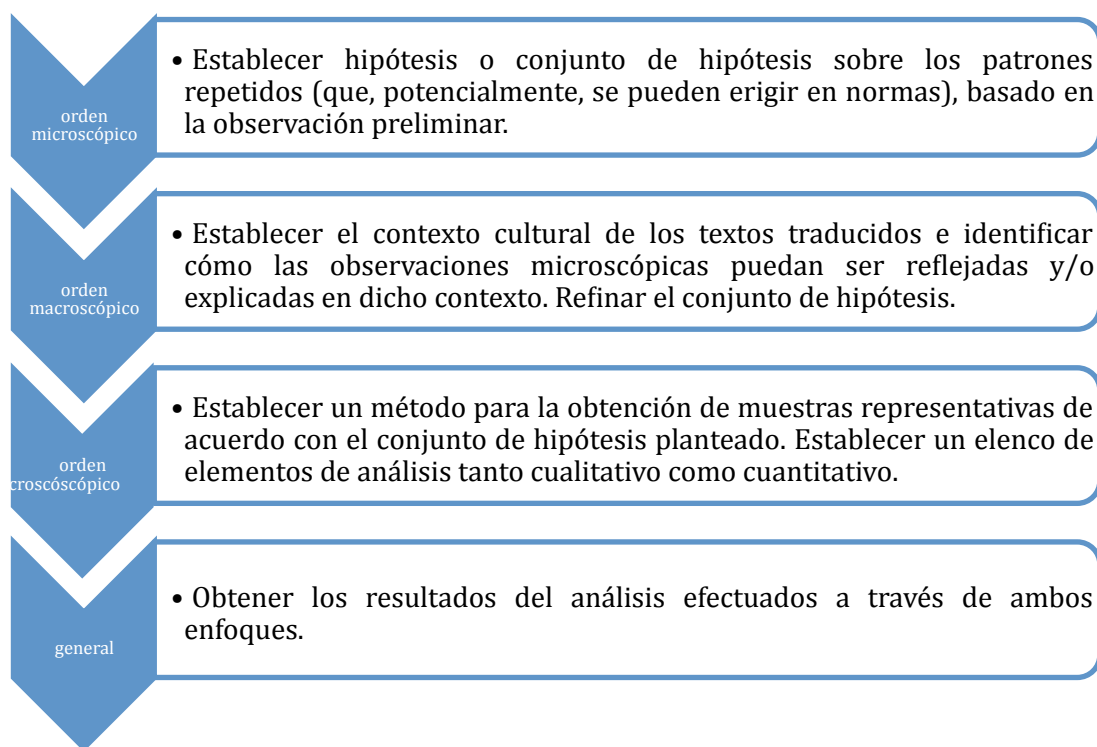 orden
microscópico
• Establecer hipótesis o conjunto de hipótesis sobre los patrones
repetidos (que, potencialmente, se pueden erigir en normas), basado en
la observación preliminar.
orden
macroscópico
• Establecer el contexto cultural de los textos traducidos e identificar
cómo las observaciones microscópicas puedan ser reflejadas y/o
explicadas en dicho contexto. Refinar el conjunto de hipótesis.
orden
croscóscópico
• Establecer un método para la obtención de muestras representativas de
acuerdo con el conjunto de hipótesis planteado. Establecer un elenco de
elementos de análisis tanto cualitativo como cuantitativo.
general
• Obtener los resultados del análisis efectuados a través de ambos
enfoques.